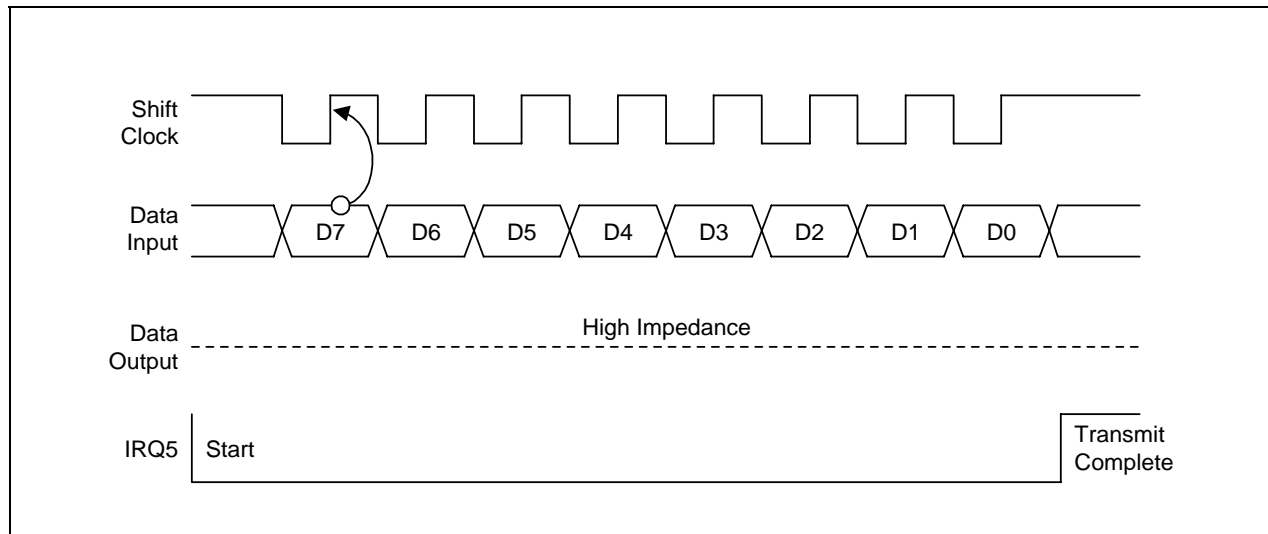 Shift
Clock
Data
Input
D7 D6 D5 D4 D3 D2 D1 D0
Data
Output
High Impedance
IRQ5
Start
Transmit
Complete